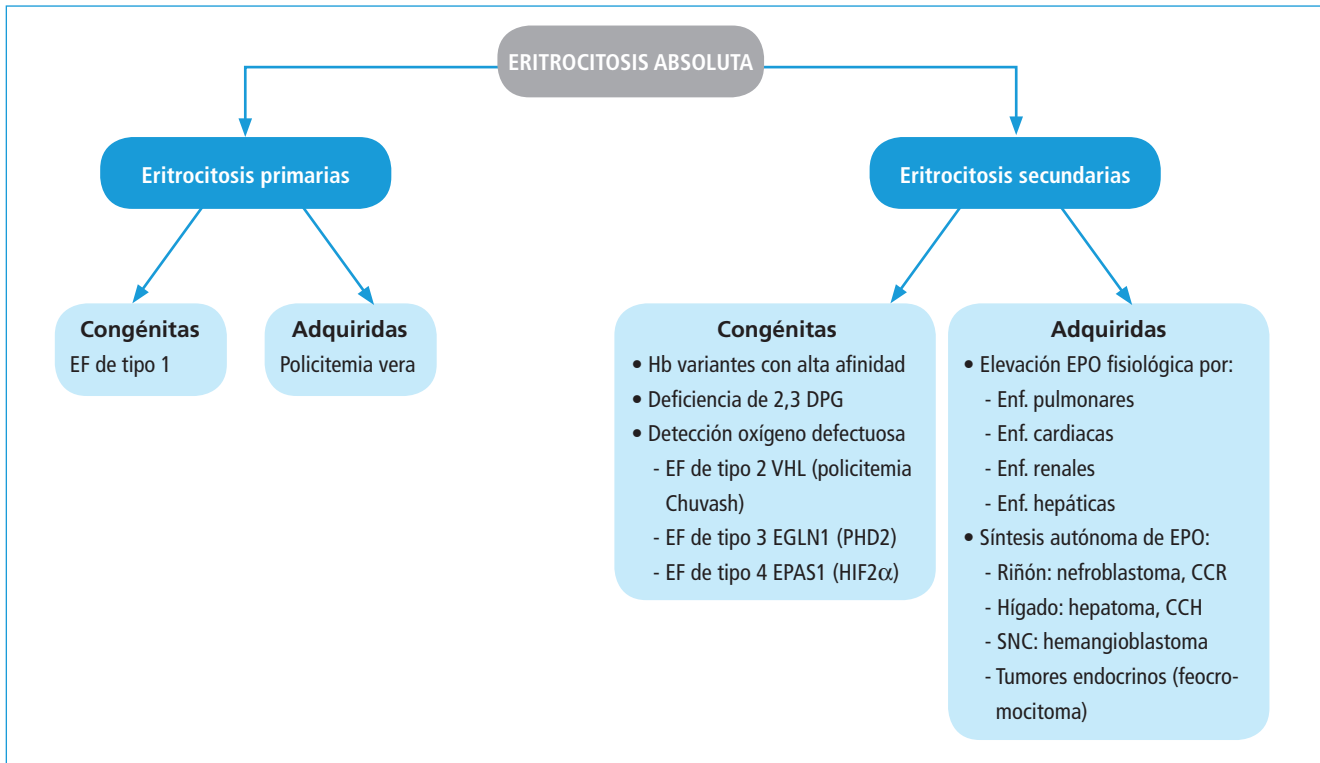 ERITROCITOSIS ABSOLUTA
Eritrocitosis primarias
Eritrocitosis secundarias
Congénitas
EF de tipo 1
Adquiridas
Policitemia vera
Congénitas
• Hb variantes con alta afinidad
• Deficiencia de 2,3 DPG
• Detección oxígeno defectuosa
- EF de tipo 2 VHL (policitemia
Chuvash)
- EF de tipo 3 EGLN1 (PHD2)
- EF de tipo 4 EPAS1 (HIF2α)
Adquiridas
• Elevación EPO fisiológica por:
- Enf. pulmonares
- Enf. cardiacas
- Enf. renales
- Enf. hepáticas
• Síntesis autónoma de EPO:
- Riñón: nefroblastoma, CCR
- Hígado: hepatoma, CCH
- SNC: hemangioblastoma
- Tumores endocrinos (feocro-
mocitoma)